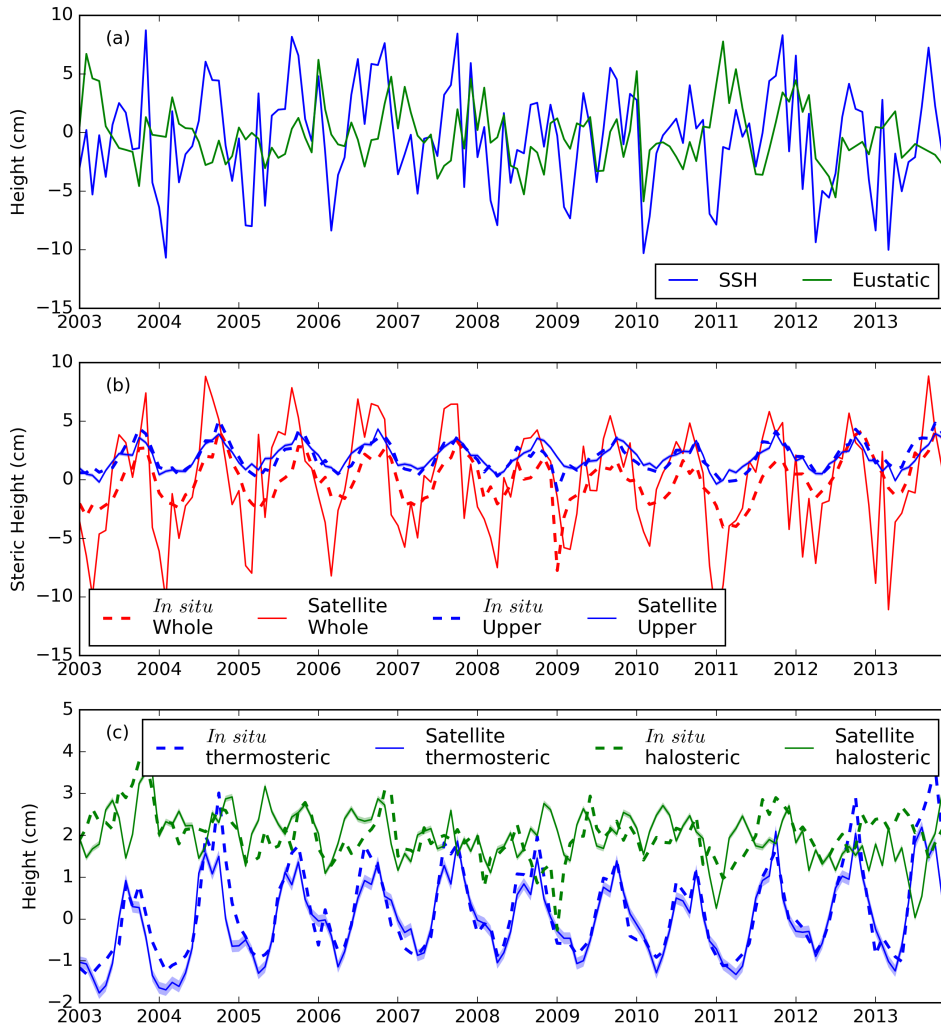 (a)
10
5
0
−5
−10
−15
Height (cm)
SSH
Eustatic
2003 2004 2005 2006 2007 2008 2009 2010 2011 2012 2013
(b)
10
5
0
−5
−10
−15
Steric Height (cm)
In situ Whole
Satellite Whole
In situ Upper
Satellite Upper
2003 2004 2005 2006 2007 2008 2009 2010 2011 2012 2013
(c)
5
4
3
2
1
0
−1
−2
Height (cm)
In situ thermosteric
Satellite thermosteric
In situ halosteric
Satellite halosteric
2003 2004 2005 2006 2007 2008 2009 2010 2011 2012 2013